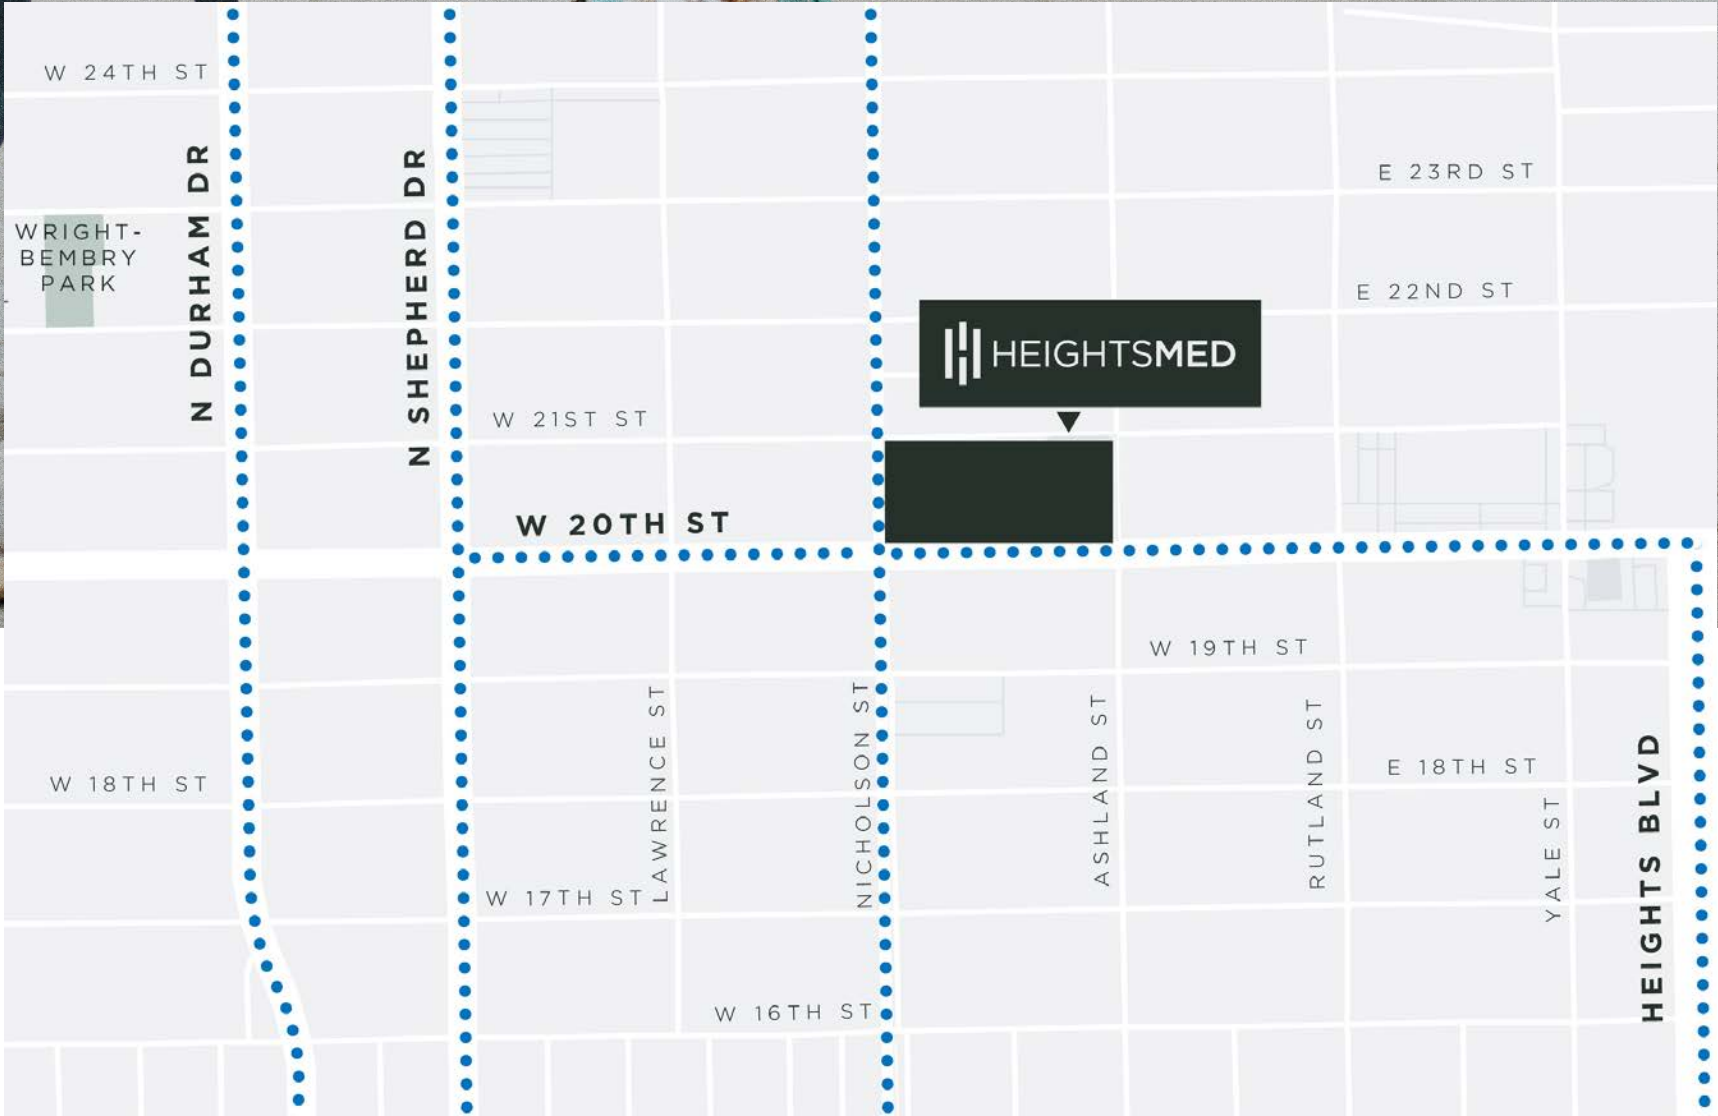 W 24TH ST
N DURHAM DR
N SHEPHERD DR
E 23RD ST
WRIGHT-
BEMBRY
PARK
E 22ND ST
HEIGHTSMED
W 21ST ST
W 20TH ST
W 19TH ST
LAWRENCE ST
NICHOLSON ST
ASHLAND ST
RUTLAND ST
HEIGHTS BLVD
W 18TH ST
E 18TH ST
YALE ST
W 17TH ST
W 16TH ST